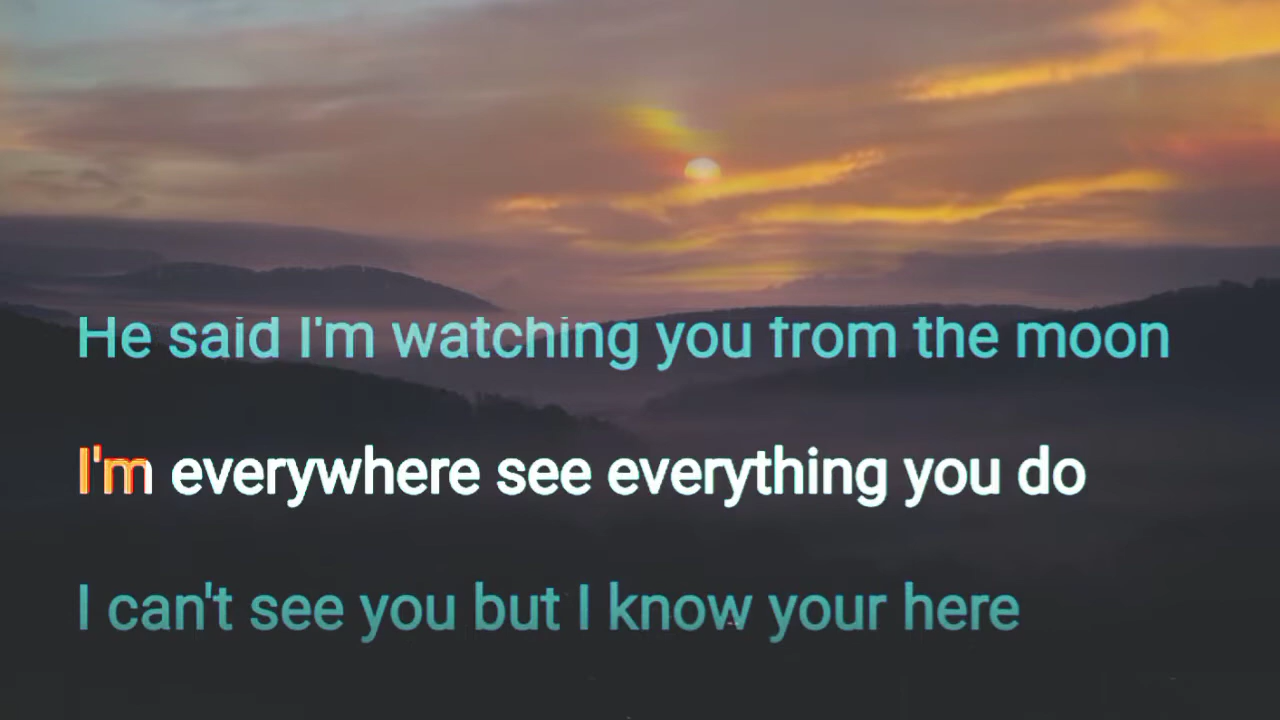 He said I'm watching you from the moon
I'm everywhere see everything you do
I can't see you but I know your here